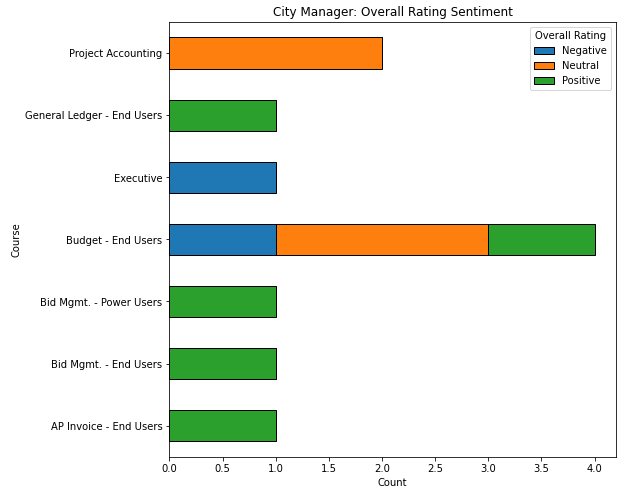 City Manager: Overall Rating Sentiment
Overall Rating
Negative
Neutral
Positive
Course
Project Accounting
General Ledger - End Users
Executive
Budget - End Users
Bid Mgmt. - Power Users
Bid Mgmt. - End Users
AP Invoice - End Users
0.0 0.5 1.0 1.5 2.0 2.5 3.0 3.5 4.0
Count